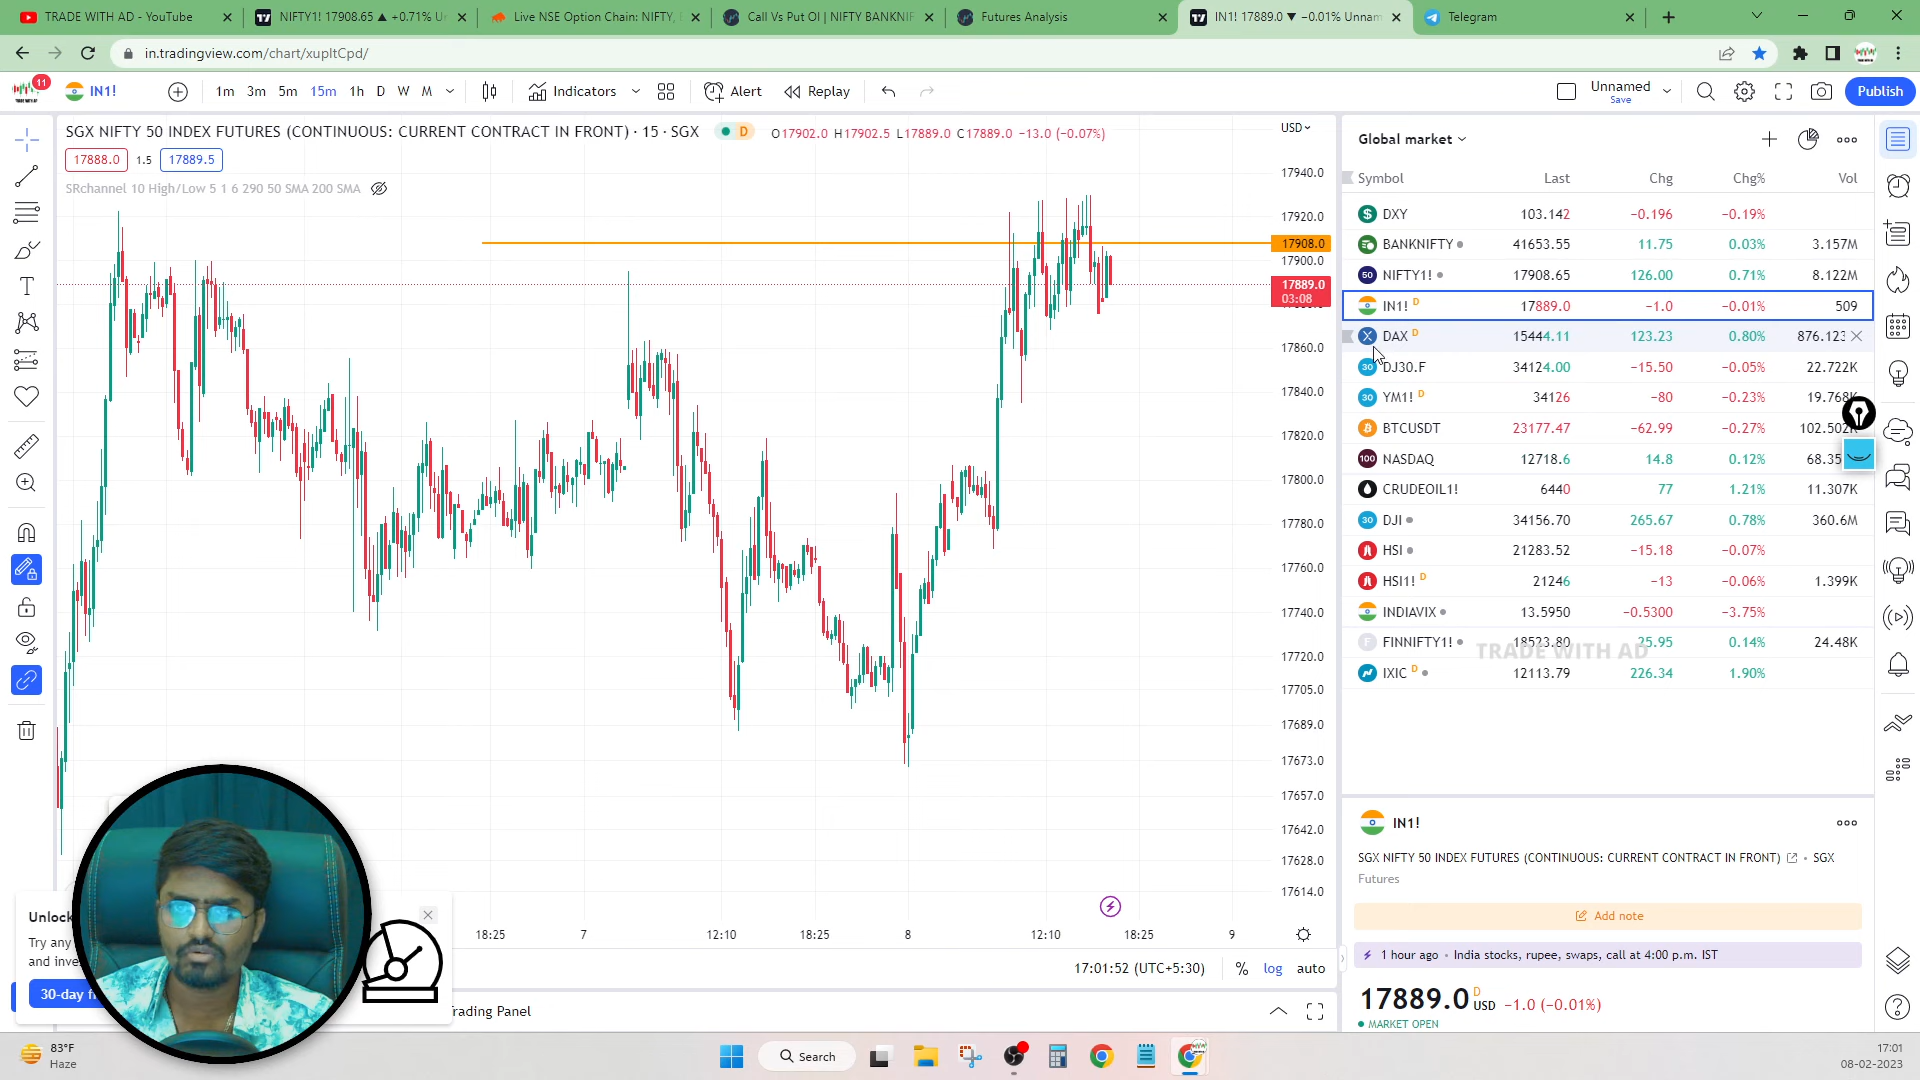 TRADE WITH AD - YouTube
NIFTY1! 17908.65 ▲ +0.71% Un
Live NSE Option Chain: NIFTY,
Call Vs Put OI | NIFTY BANKNIF
Futures Analysis
IN1! 17889.0 ▼ −0.01% Unnam
Telegram
in.tradingview.com/chart/xupltCpd/
11
IN1!
1m 3m 5m 15m 1h D W M
Indicators
Alert
Replay
Unnamed
Save
Publish
SGX NIFTY 50 INDEX FUTURES (CONTINUOUS: CURRENT CONTRACT IN FRONT) · 15 · SGX
D
O17902.0 H17902.5 L17889.0 C17889.0 −13.0 (−0.07%)
USD
17888.0 1.5 17889.5
SRchannel 10 High/Low 5 1 6 290 50 SMA 200 SMA
17940.0
17920.0
17908.0
17900.0
17889.0
03:08
17860.0
17840.0
17820.0
17800.0
17780.0
17760.0
17740.0
17720.0
17705.0
17689.0
17673.0
17657.0
17642.0
17628.0
17614.0
18:25 7 12:10 18:25 8 12:10 18:25 9
17:01:52 (UTC+5:30) % log auto
Trading Panel
Unlock
Try any
and inve
30-day f
Global market
Symbol Last Chg Chg% Vol
DXY 103.142 −0.196 −0.19%
BANKNIFTY 41653.55 11.75 0.03% 3.157M
NIFTY1! 17908.65 126.00 0.71% 8.122M
IN1! D 17889.0 −1.0 −0.01% 509
DAX D 15444.11 123.23 0.80% 876.123
DJ30.F 34124.00 −15.50 −0.05% 22.722K
YM1! D 34126 −80 −0.23% 19.768K
BTCUSDT 23177.47 −62.99 −0.27% 102.502K
NASDAQ 12718.6 14.8 0.12% 68.35
CRUDEOIL1! 6440 77 1.21% 11.307K
DJI 34156.70 265.67 0.78% 360.6M
HSI 21283.52 −15.18 −0.07%
HSI1! D 21246 −13 −0.06% 1.399K
INDIAVIX 13.5950 −0.5300 −3.75%
FINNIFTY1! 18523.80 25.95 0.14% 24.48K
TRADE WITH AD
IXIC D 12113.79 226.34 1.90%
IN1!
SGX NIFTY 50 INDEX FUTURES (CONTINUOUS: CURRENT CONTRACT IN FRONT) • SGX
Futures
Add note
1 hour ago • India stocks, rupee, swaps, call at 4:00 p.m. IST
17889.0 D USD −1.0 (−0.01%)
MARKET OPEN
83°F
Haze
Search
17:01
08-02-2023